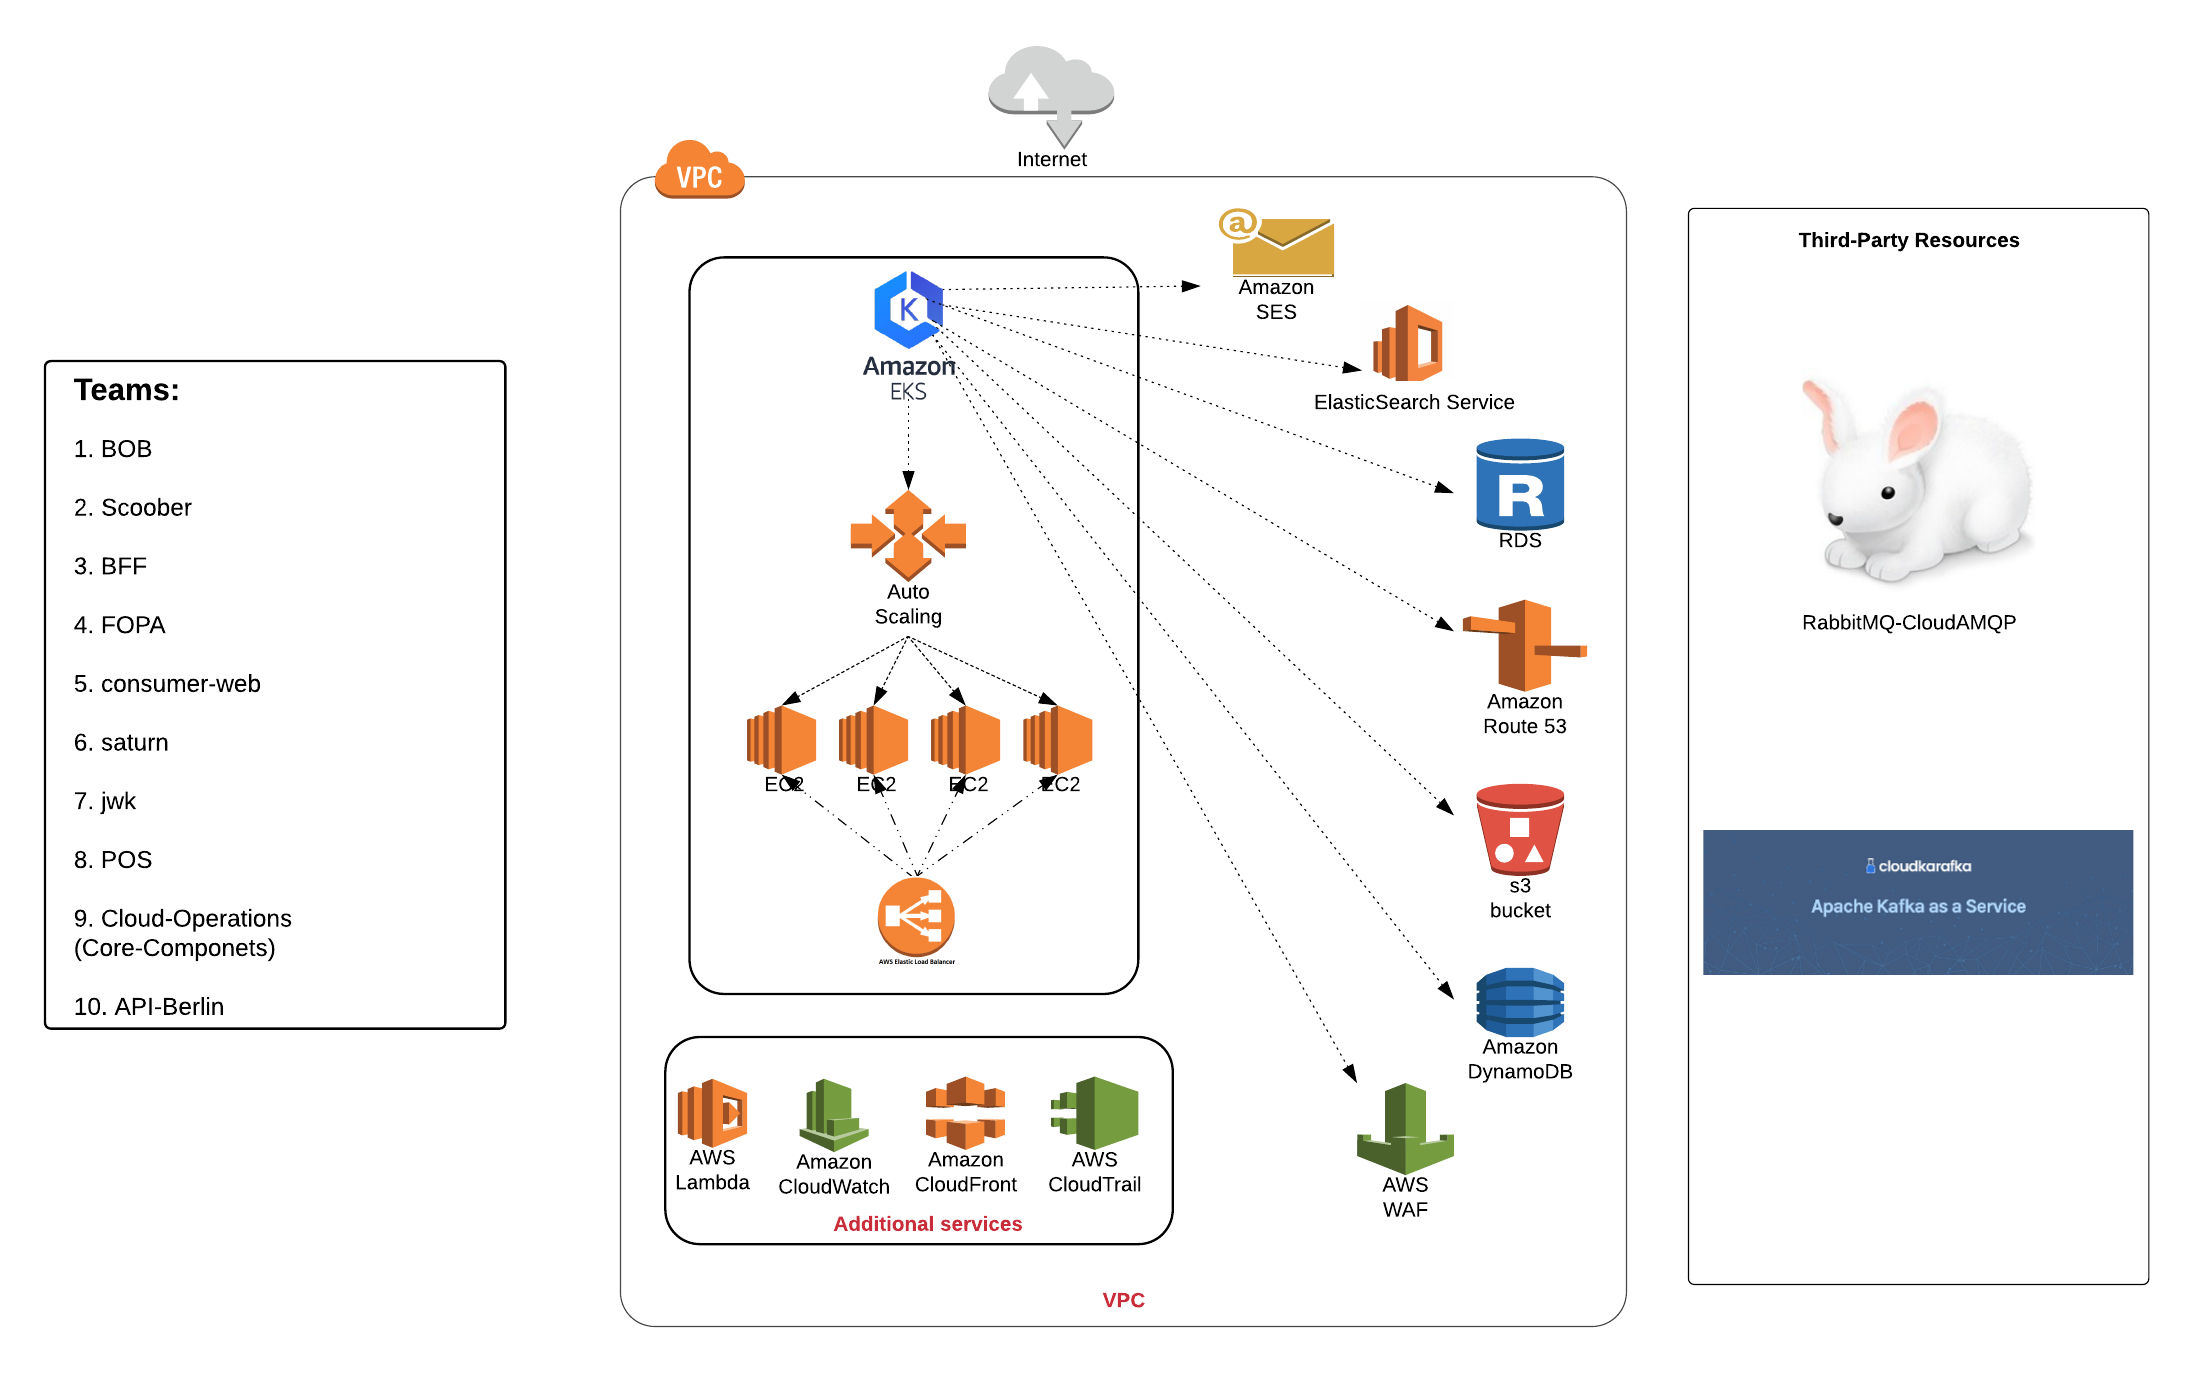 Internet
VPC
Teams:
1. BOB
2. Scoober
3. BFF
4. FOPA
5. consumer-web
6. saturn
7. jwk
8. POS
9. Cloud-Operations
(Core-Componets)
10. API-Berlin
K
Amazon
EKS
Auto
Scaling
EC2
EC2
EC2
EC2
AWS Elastic Load Balancer
@
Amazon
SES
ElasticSearch Service
R
RDS
Amazon
Route 53
s3
bucket
Amazon
DynamoDB
AWS
WAF
AWS
Lambda
Amazon
CloudWatch
Amazon
CloudFront
AWS
CloudTrail
Additional services
VPC
Third-Party Resources
RabbitMQ-CloudAMQP
cloudkarafka
Apache Kafka as a Service